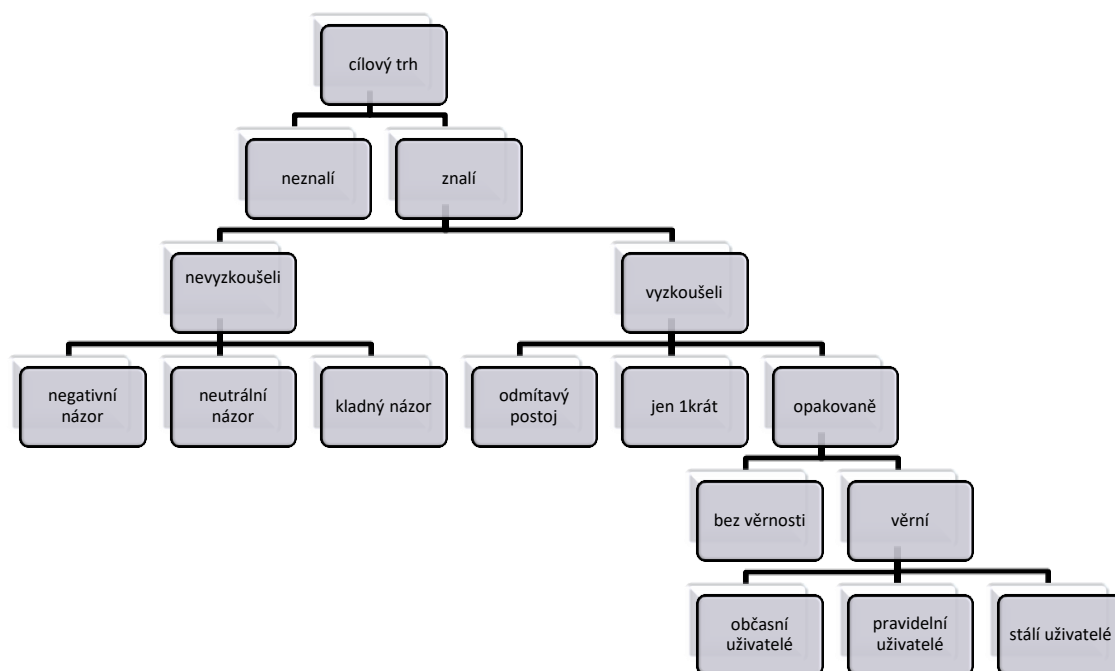 cílový trh
neznalí
znalí
nevyzkoušeli
vyzkoušeli
negativní
názor
neutrální
názor
kladný názor
odmítavý
postoj
jen 1krát
opakovaně
bez věrnosti
věrní
občasní
uživatelé
pravidelní
uživatelé
stálí uživatelé